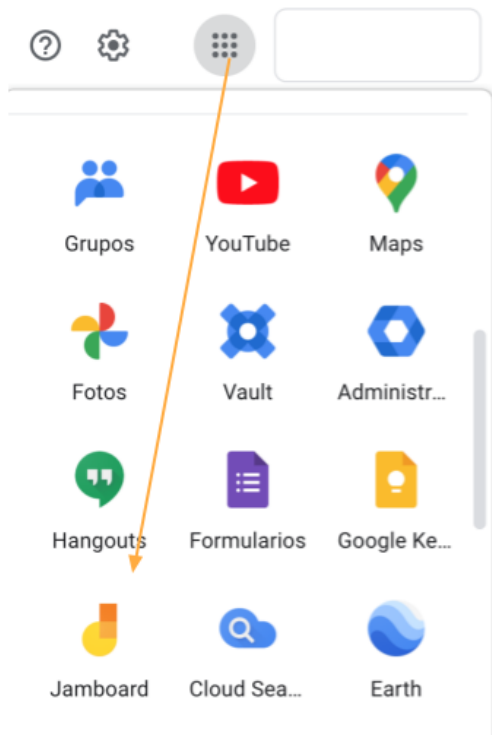 Grupos YouTube Maps
Fotos Vault Administr...
Hangouts Formularios Google Ke...
Jamboard Cloud Sea... Earth